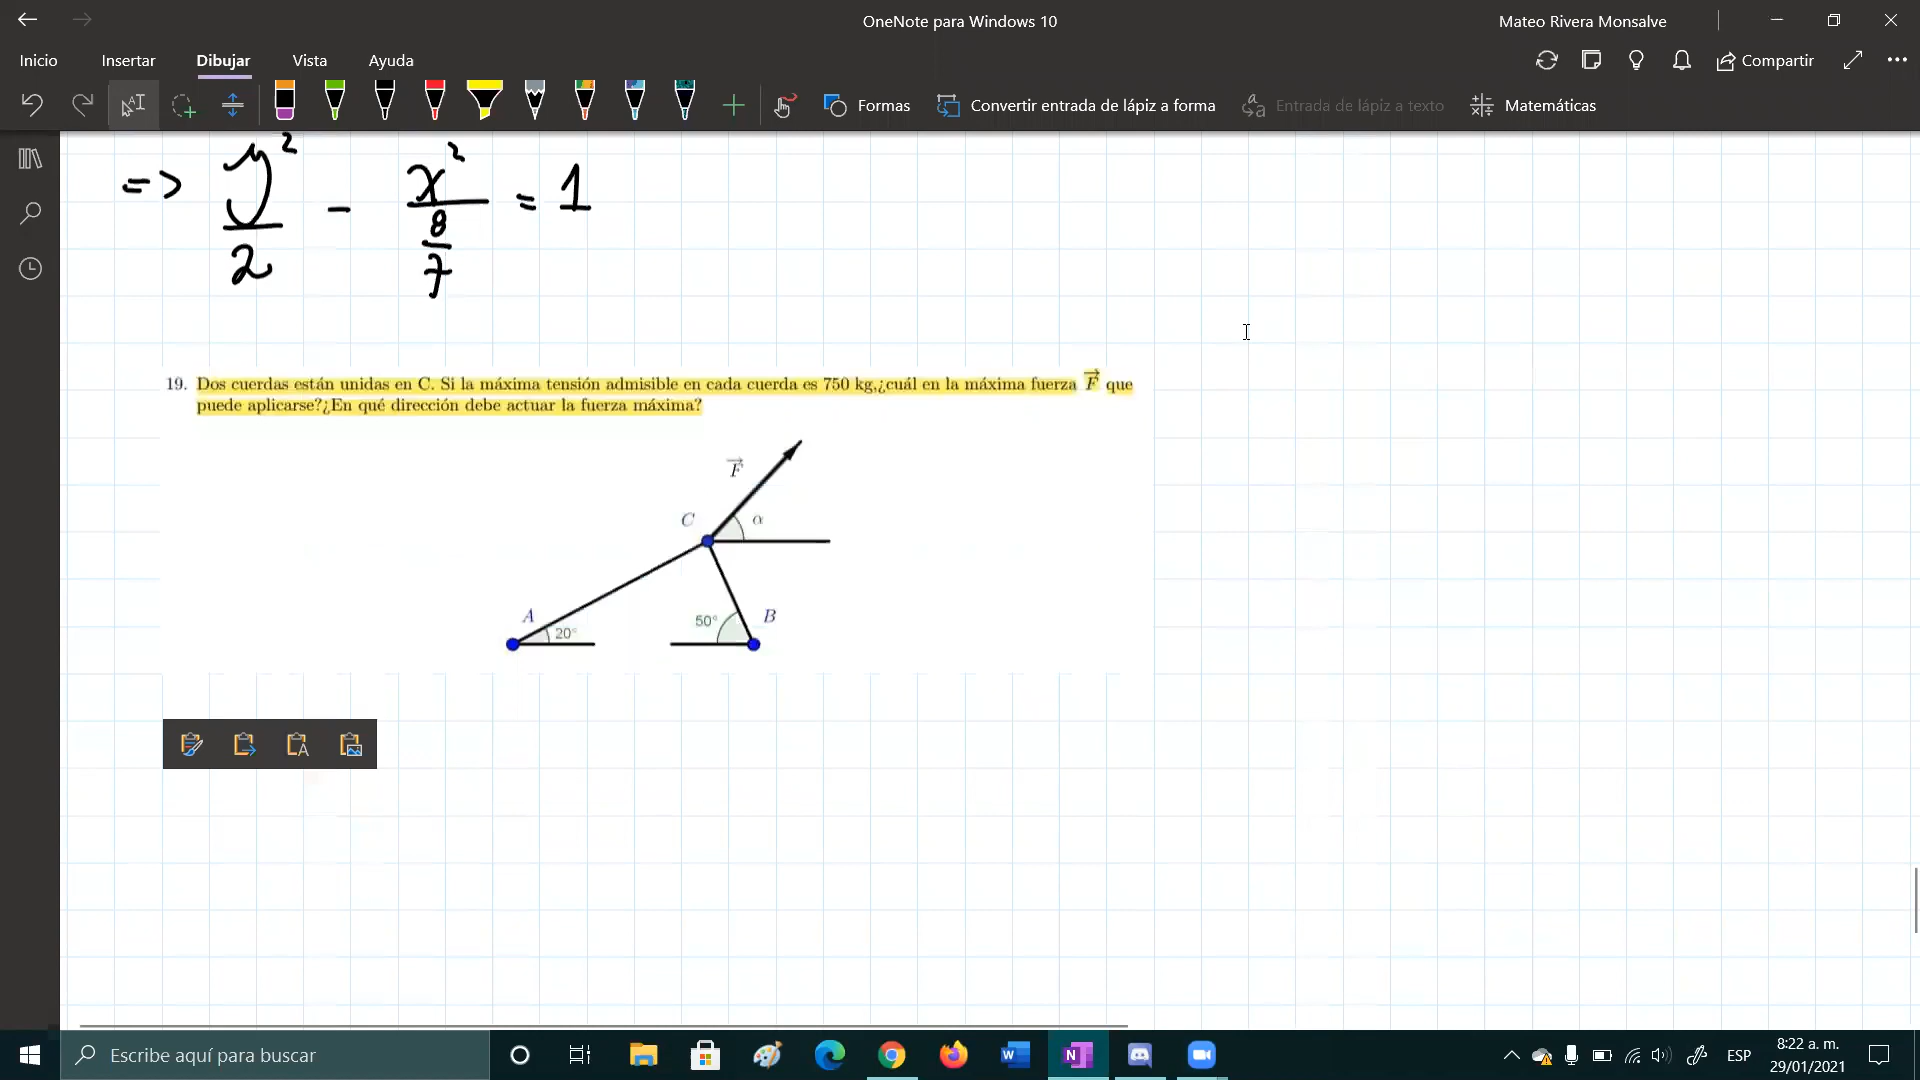 OneNote para Windows 10
Mateo Rivera Monsalve
Inicio
Insertar
Dibujar
Vista
Ayuda
Compartir
Formas
Convertir entrada de lápiz a forma
Entrada de lápiz a texto
Matemáticas
=> y²/2 - x²/(8/7) = 1
19. Dos cuerdas están unidas en C. Si la máxima tensión admisible en cada cuerda es 750 kg,¿cuál en la máxima fuerza F⃗ que
puede aplicarse?¿En qué dirección debe actuar la fuerza máxima?
F⃗
C
α
A
20°
50°
B
Escribe aquí para buscar
ESP
8:22 a. m.
29/01/2021